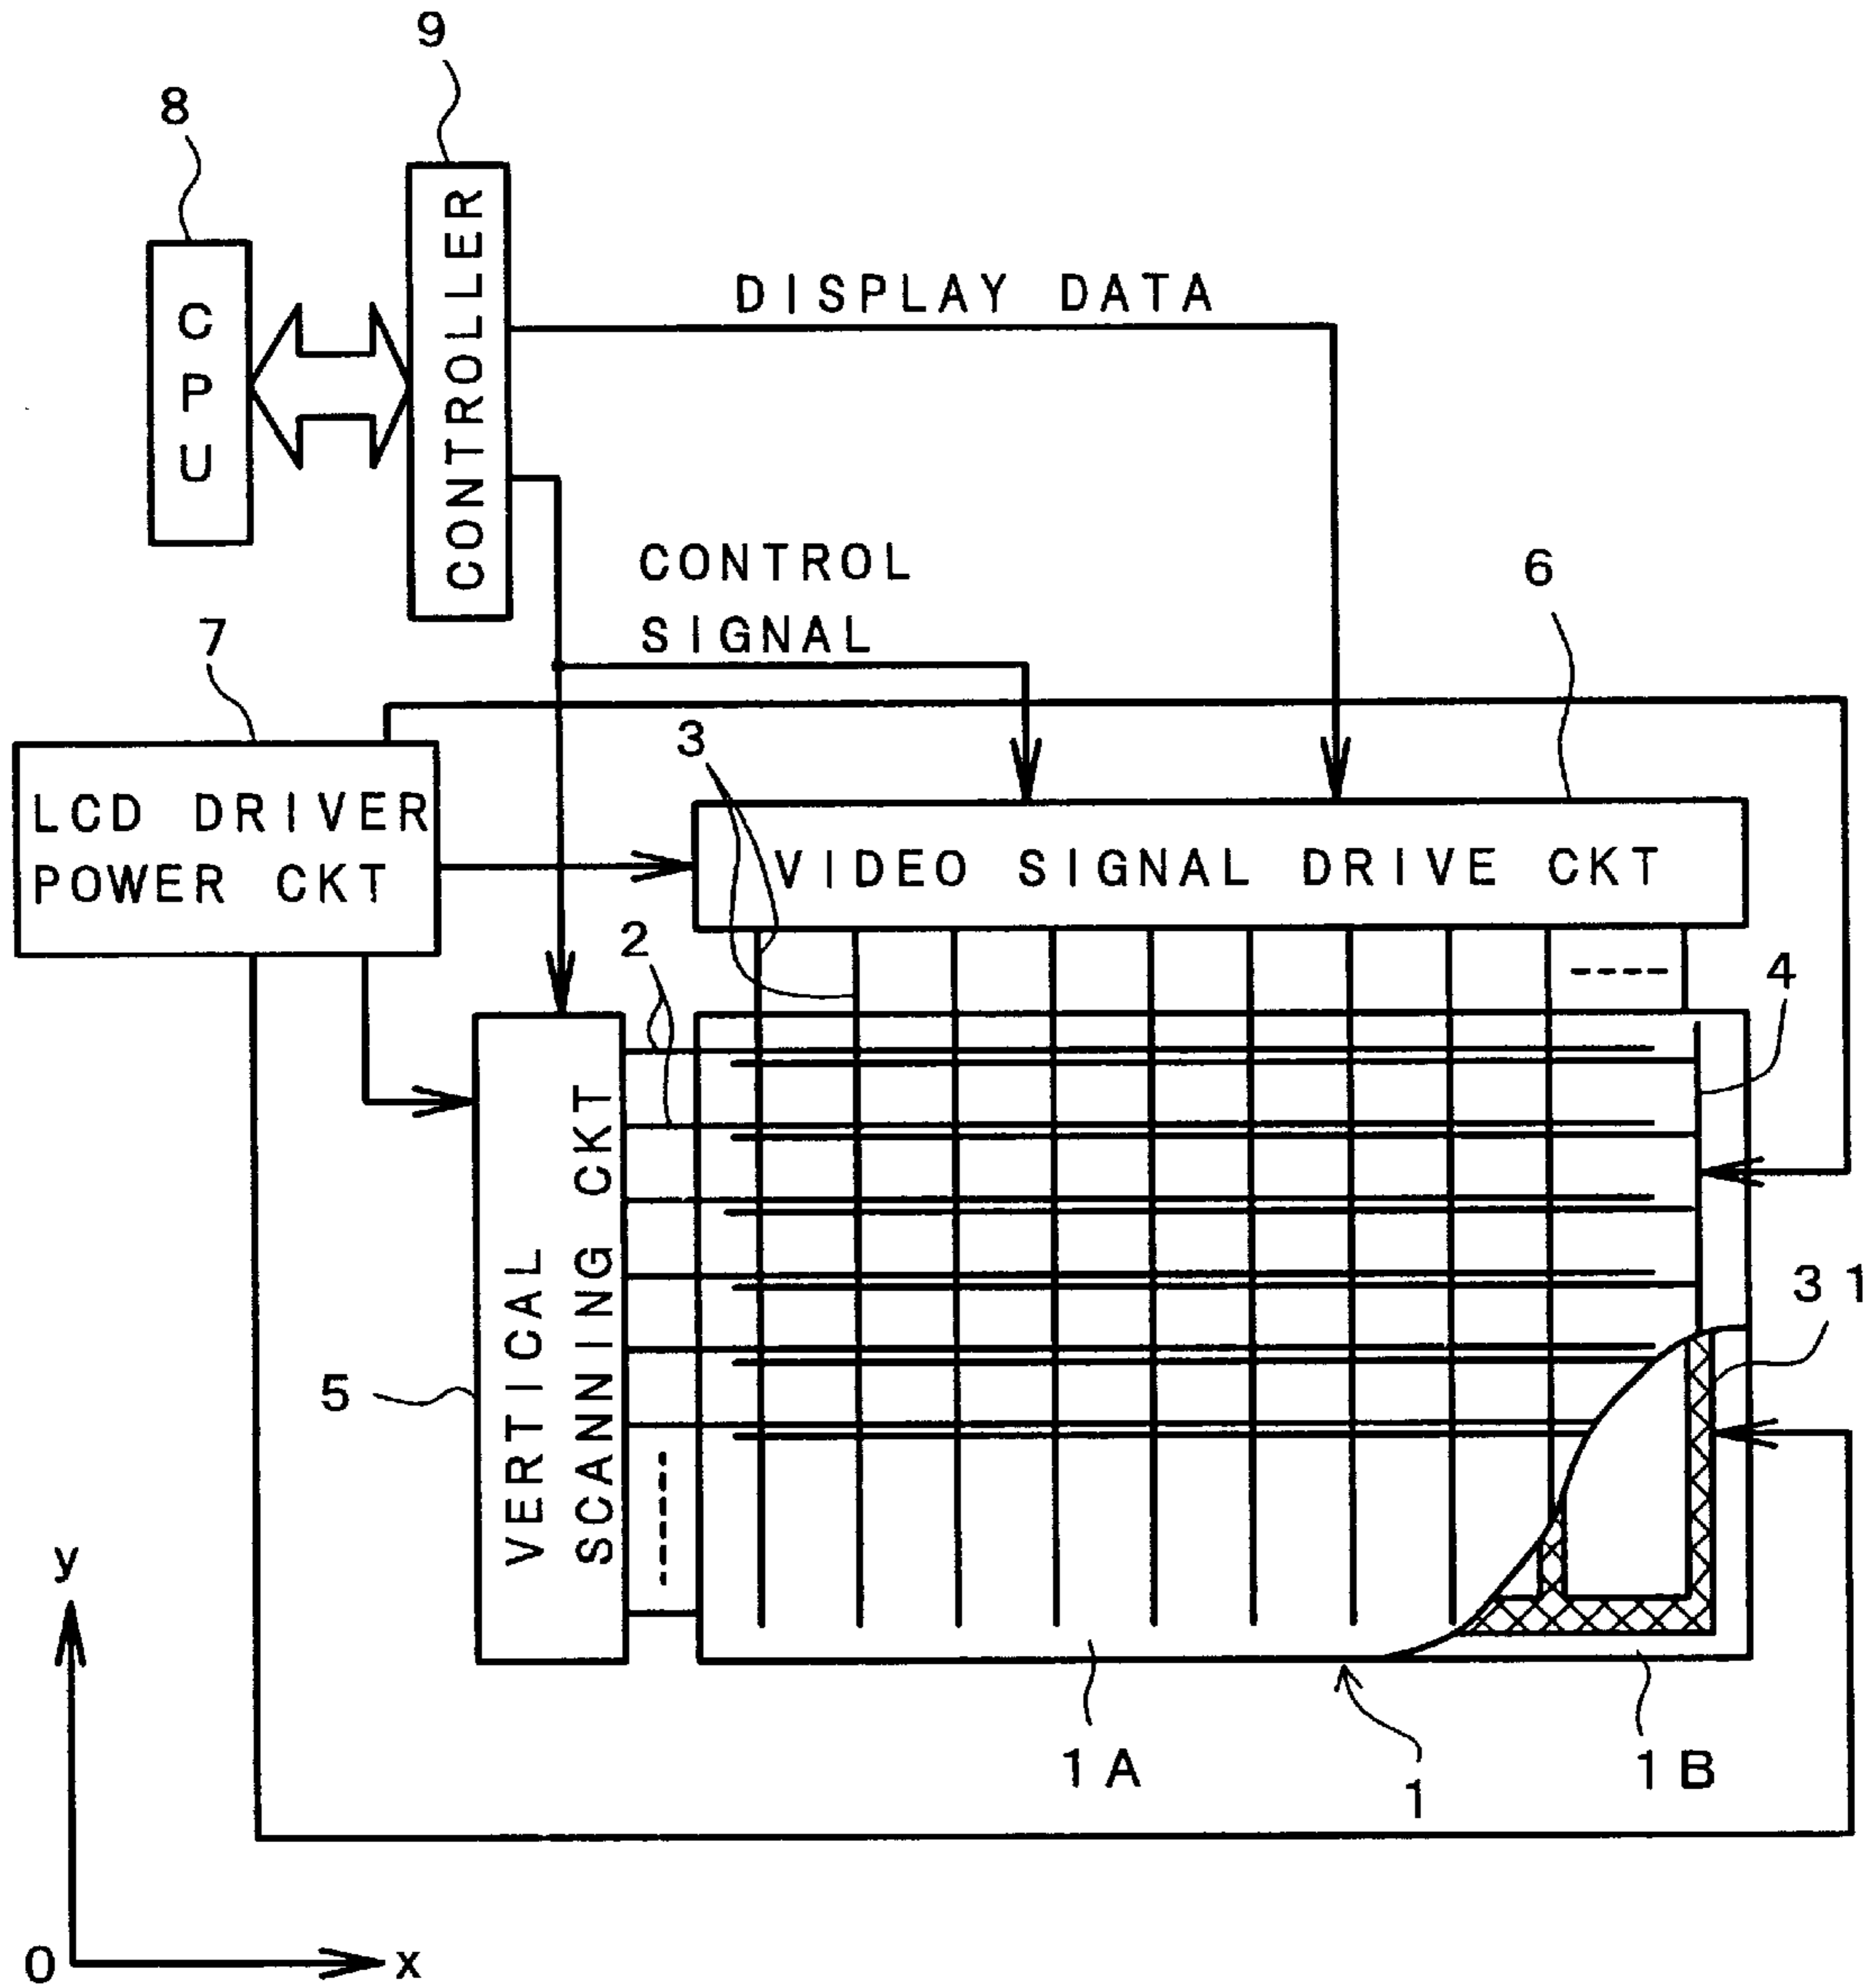 9
8
CPU
CONTROLLER
DISPLAY DATA
CONTROL
SIGNAL
6
7
3
LCD DRIVER
POWER CKT
VIDEO SIGNAL DRIVE CKT
2
4
VERTICAL
SCANNING CKT
31
5
y
1A
1
1B
0
x